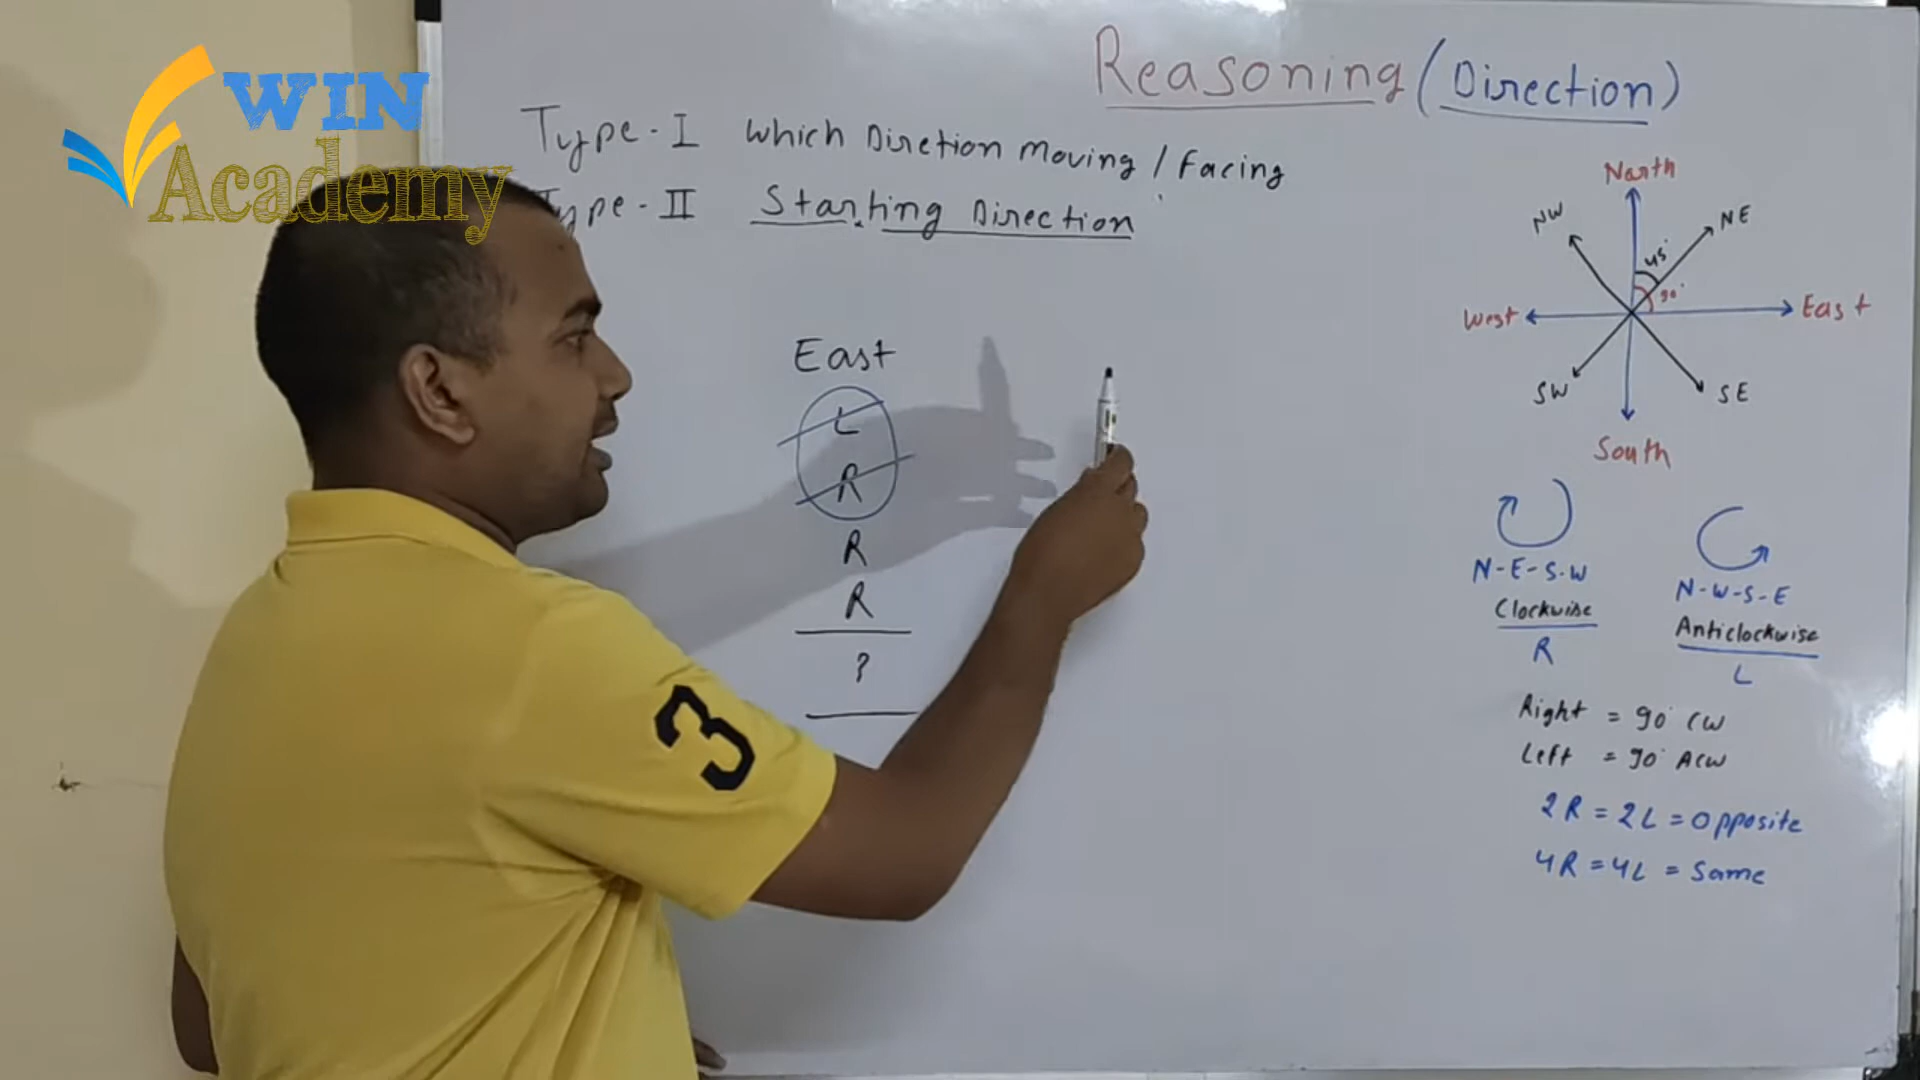 WIN
Academy
Reasoning (Direction)
Type-I Which Diretion Moving / Facing
Type-II Starting Direction
North
NW
NE
45°
90°
West
East
SW
SE
South
East
L
R
R
R
?
N-E-S-W
Clockwise
R
N-W-S-E
Anticlockwise
L
Right = 90° CW
Left = 90° ACW
2R = 2L = Opposite
4R = 4L = Same
3